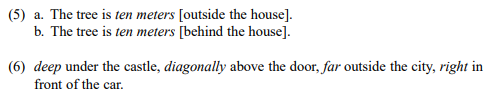 (5) a. The tree is ten meters [outside the house].
b. The tree is ten meters [behind the house].
(6) deep under the castle, diagonally above the door, far outside the city, right in
front of the car.